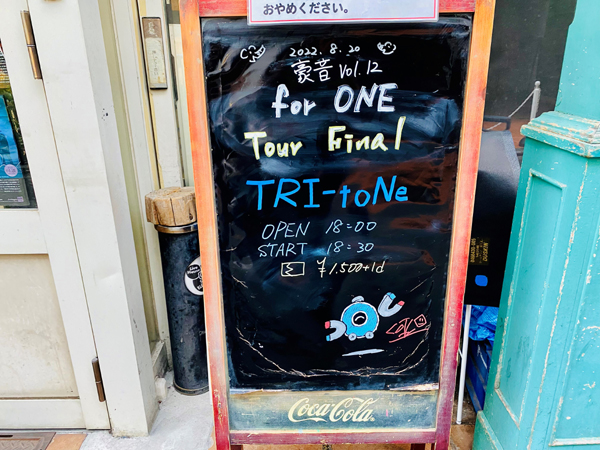 おやめください。
2022.8.20
豪音 Vol.12
for ONE
Tour Final
TRI-toNe
OPEN 18:00
START 18:30
¥1,500+1d
Coca-Cola